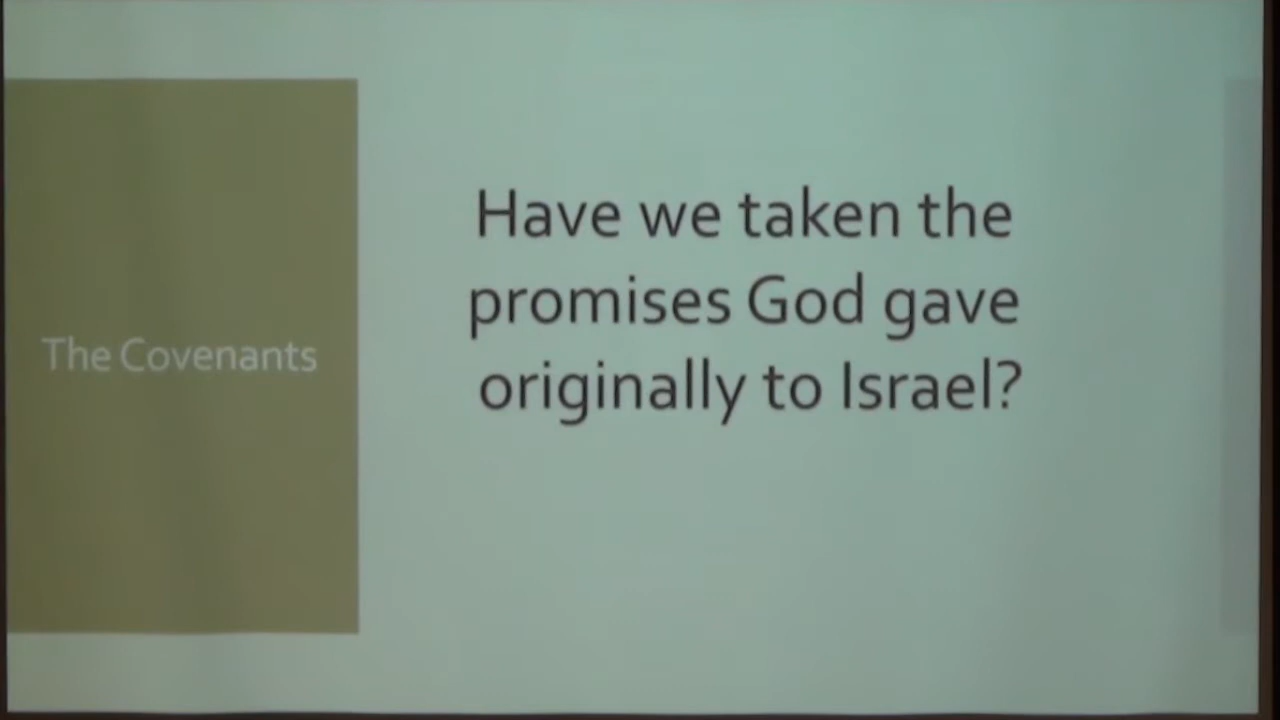 The Covenants
Have we taken the
promises God gave
originally to Israel?